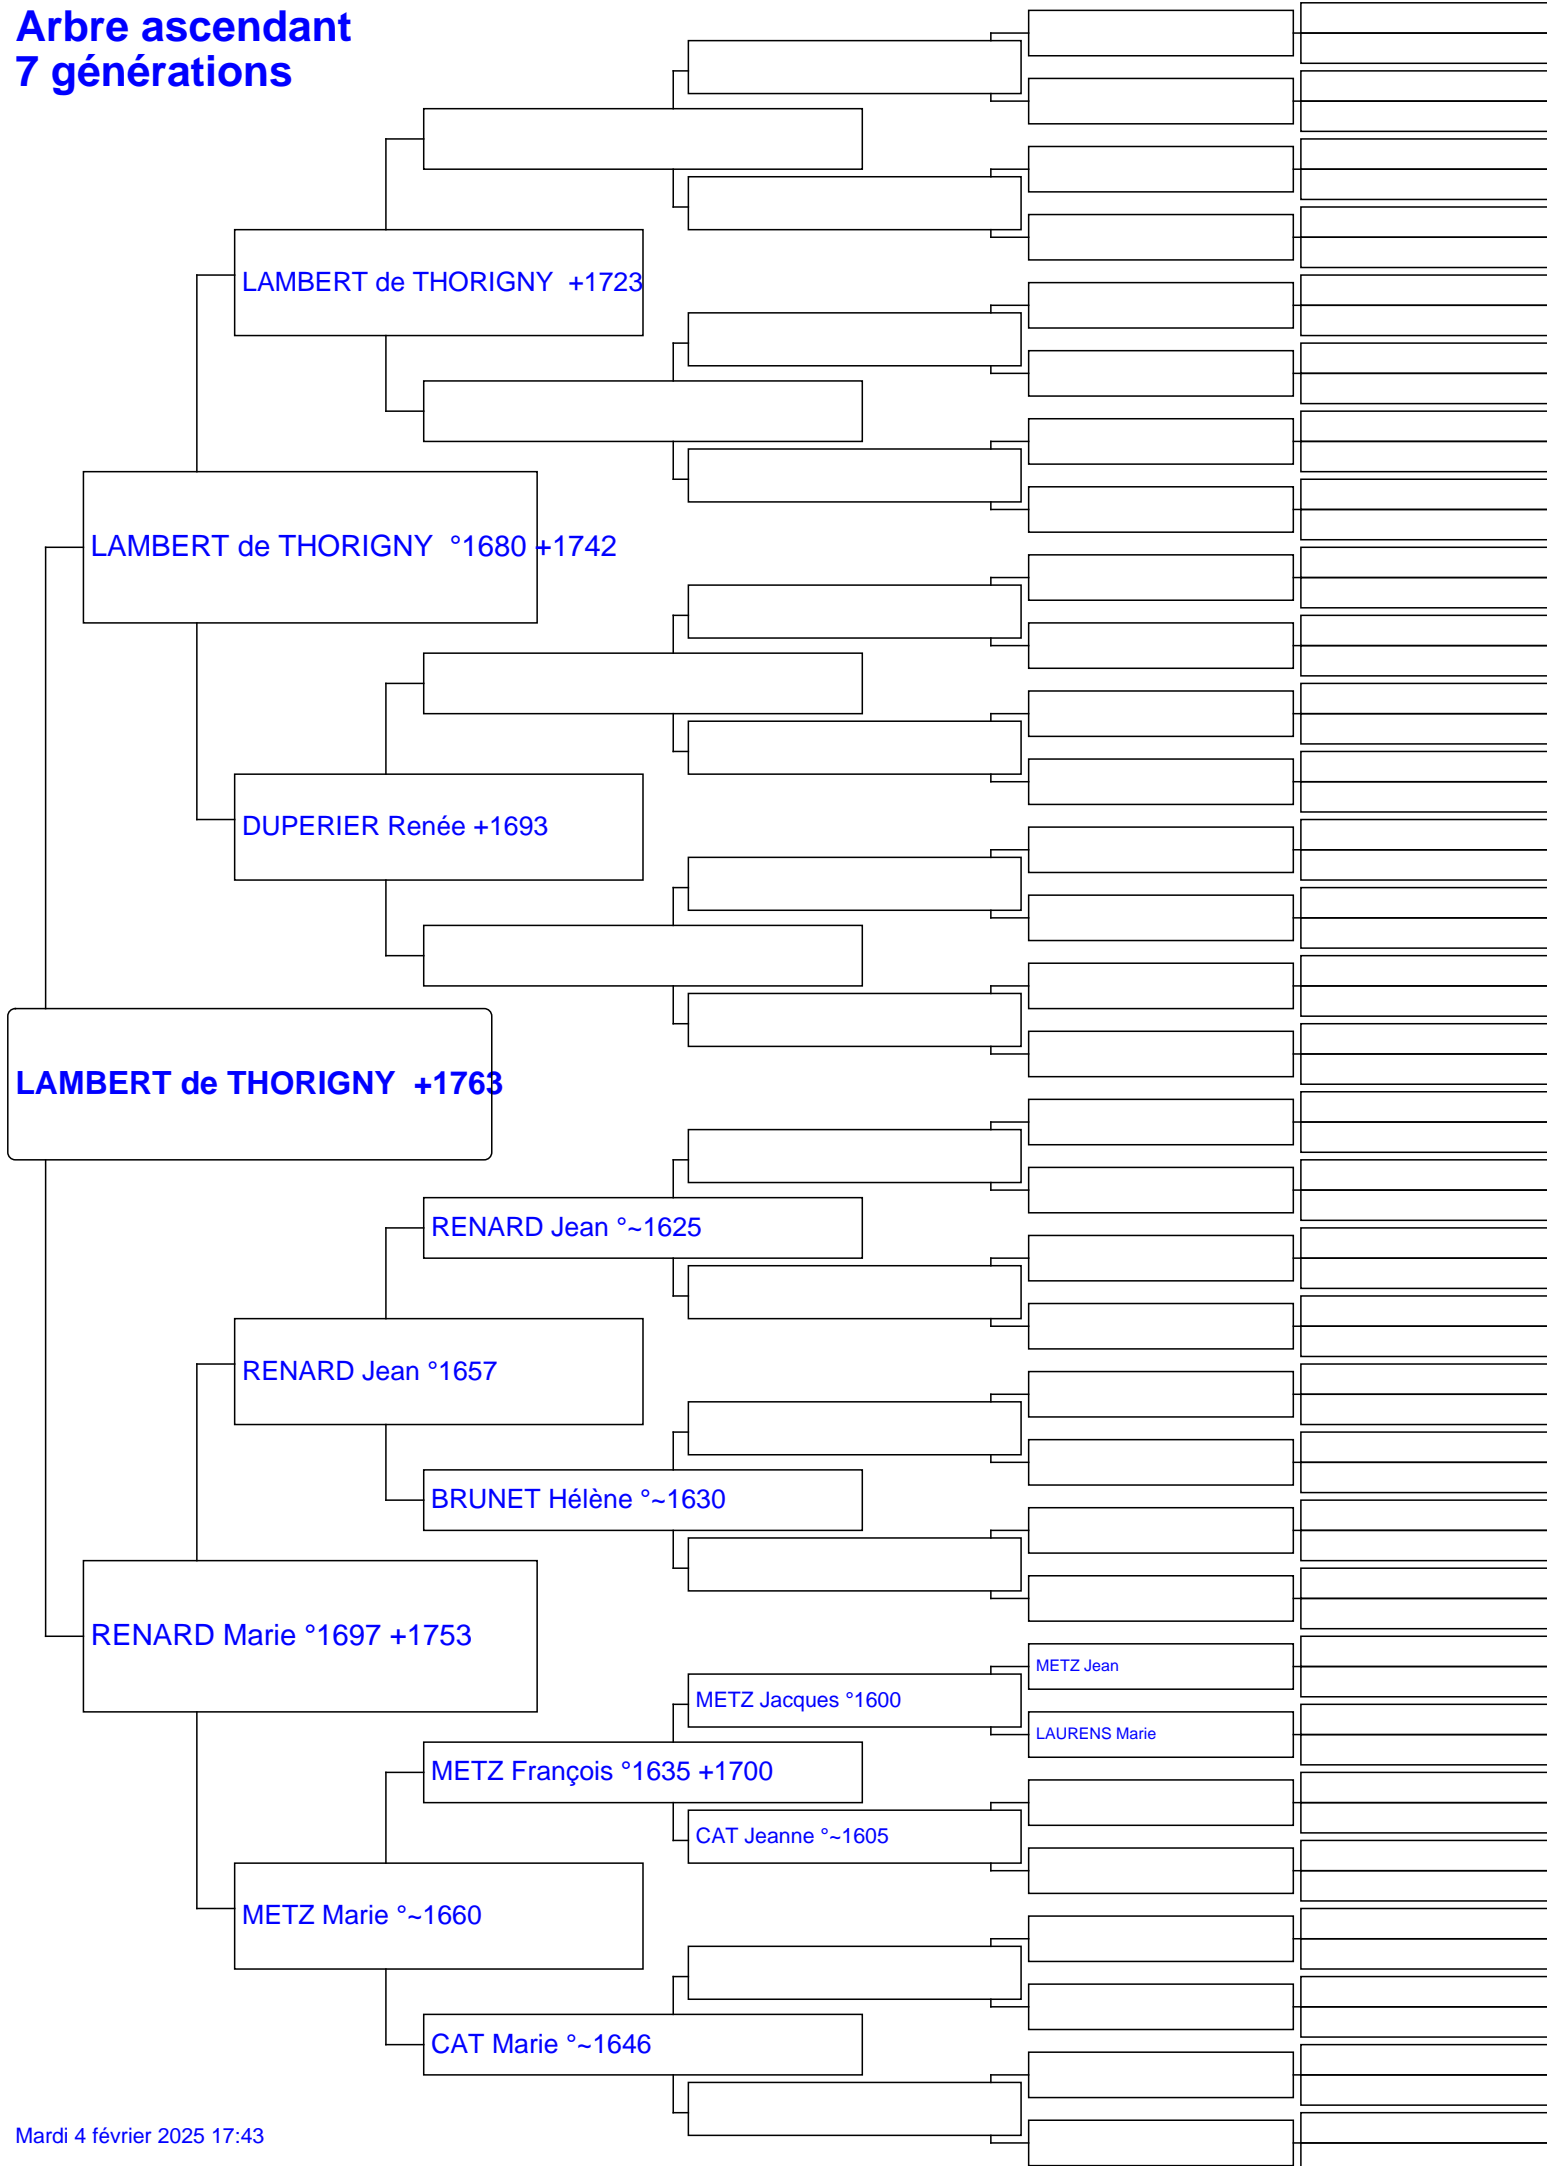 Arbre ascendant
7 générations
LAMBERT de THORIGNY  +1723
LAMBERT de THORIGNY  °1680 +1742
DUPERIER Renée +1693
LAMBERT de THORIGNY  +1763
RENARD Jean °~1625
RENARD Jean °1657
BRUNET Hélène °~1630
RENARD Marie °1697 +1753
METZ Jean
METZ Jacques °1600
LAURENS Marie
METZ François °1635 +1700
CAT Jeanne °~1605
METZ Marie °~1660
CAT Marie °~1646
Mardi 4 février 2025 17:43